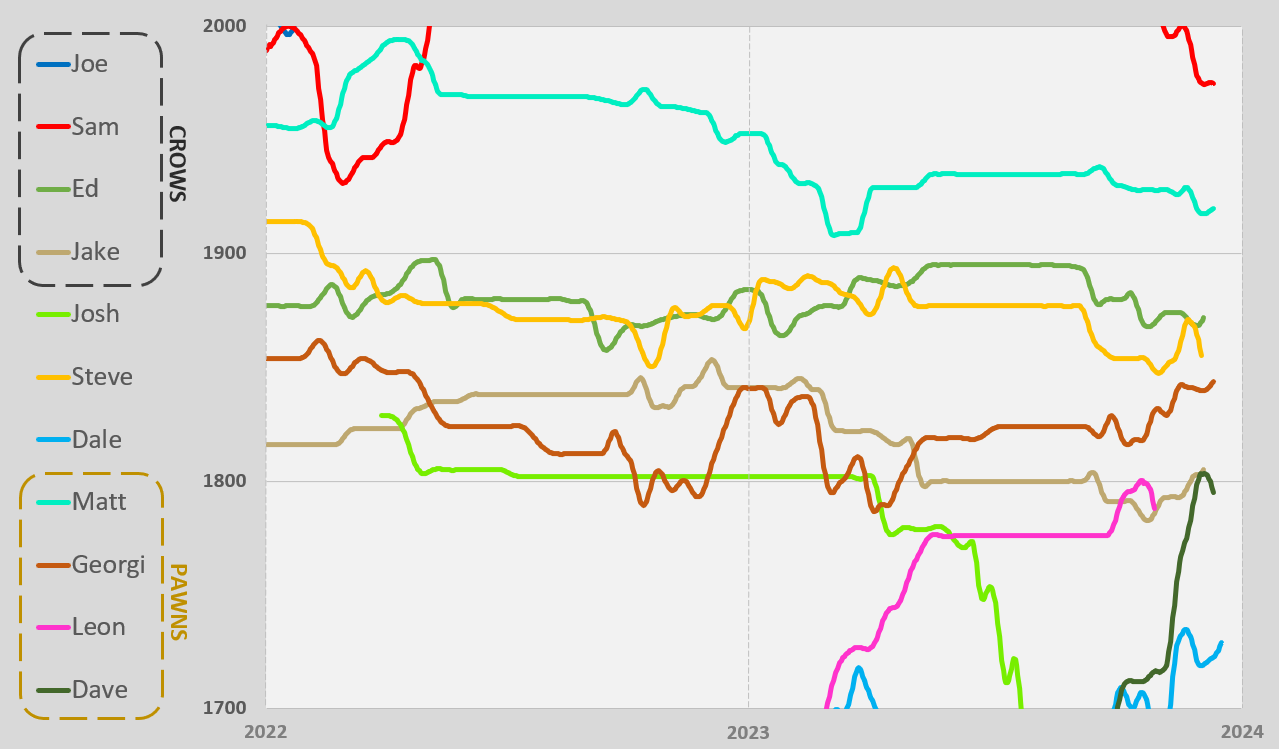 2000
1900
1800
1700
2022
2023
2024
Joe
Sam
Ed
Jake
CROWS
Josh
Steve
Dale
Matt
Georgi
Leon
Dave
PAWNS